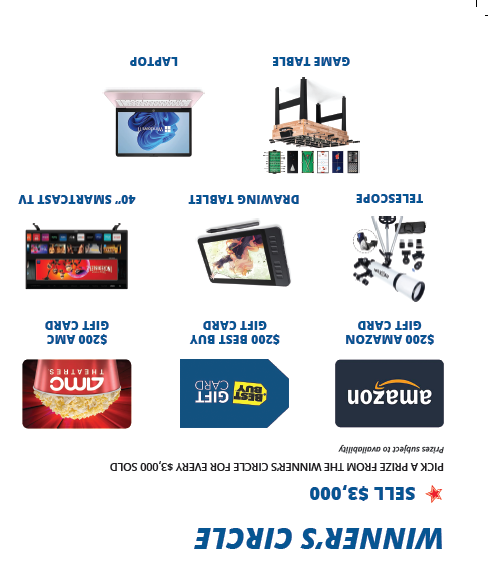 WINNER'S CIRCLE
SELL $3,000
PICK A PRIZE FROM THE WINNER'S CIRCLE FOR EVERY $3,000 SOLD
Prizes subject to availability
amazon
BEST BUY
GIFT CARD
AMC
THEATRES
$200 AMAZON
GIFT CARD
$200 BEST BUY
GIFT CARD
$200 AMC
GIFT CARD
TELESCOPE
DRAWING TABLET
40" SMARTCAST TV
Windows 11
GAME TABLE
LAPTOP